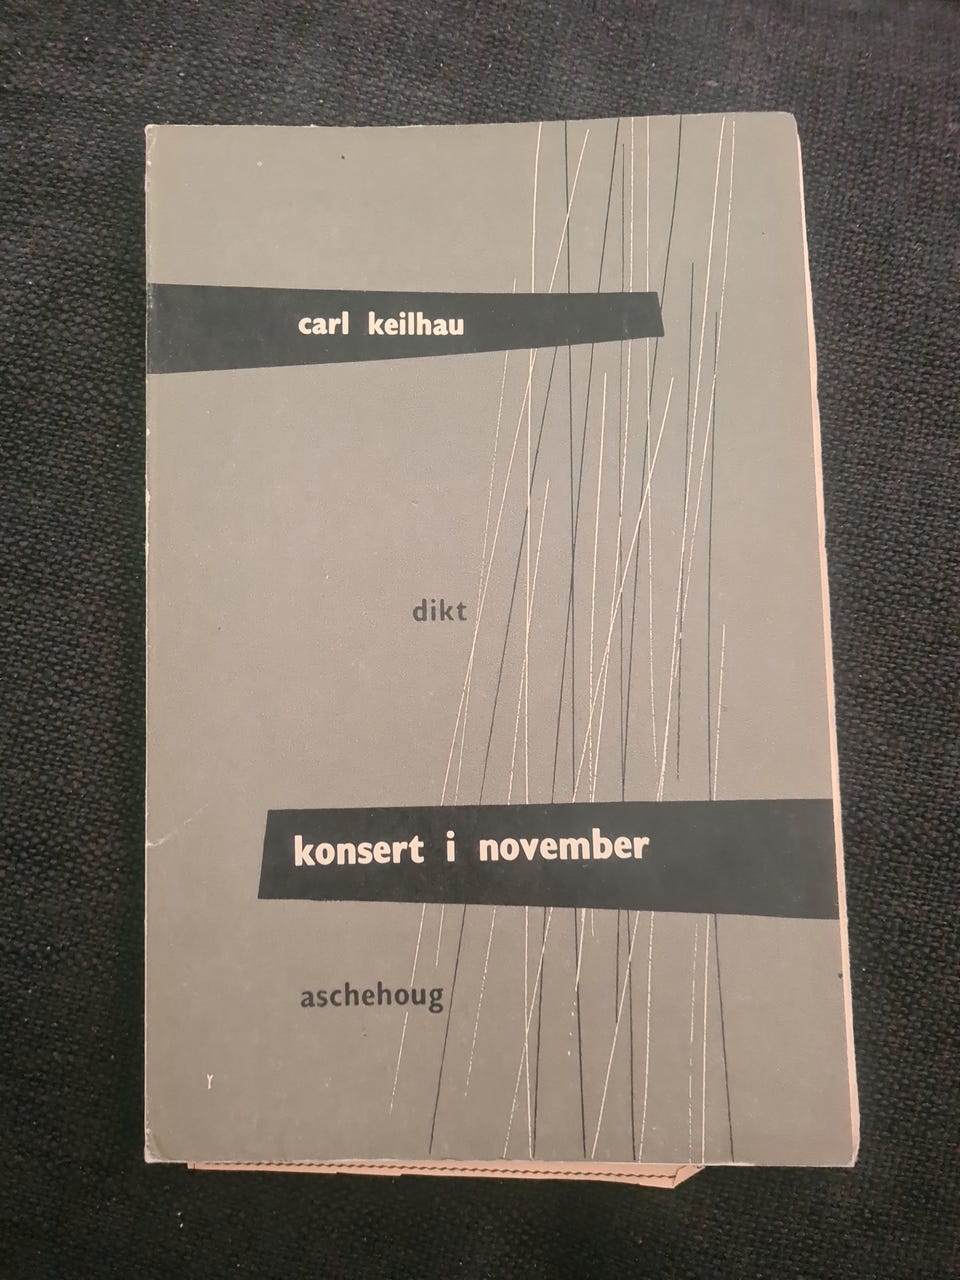 carl keilhau
dikt
konsert i november
aschehoug
Y